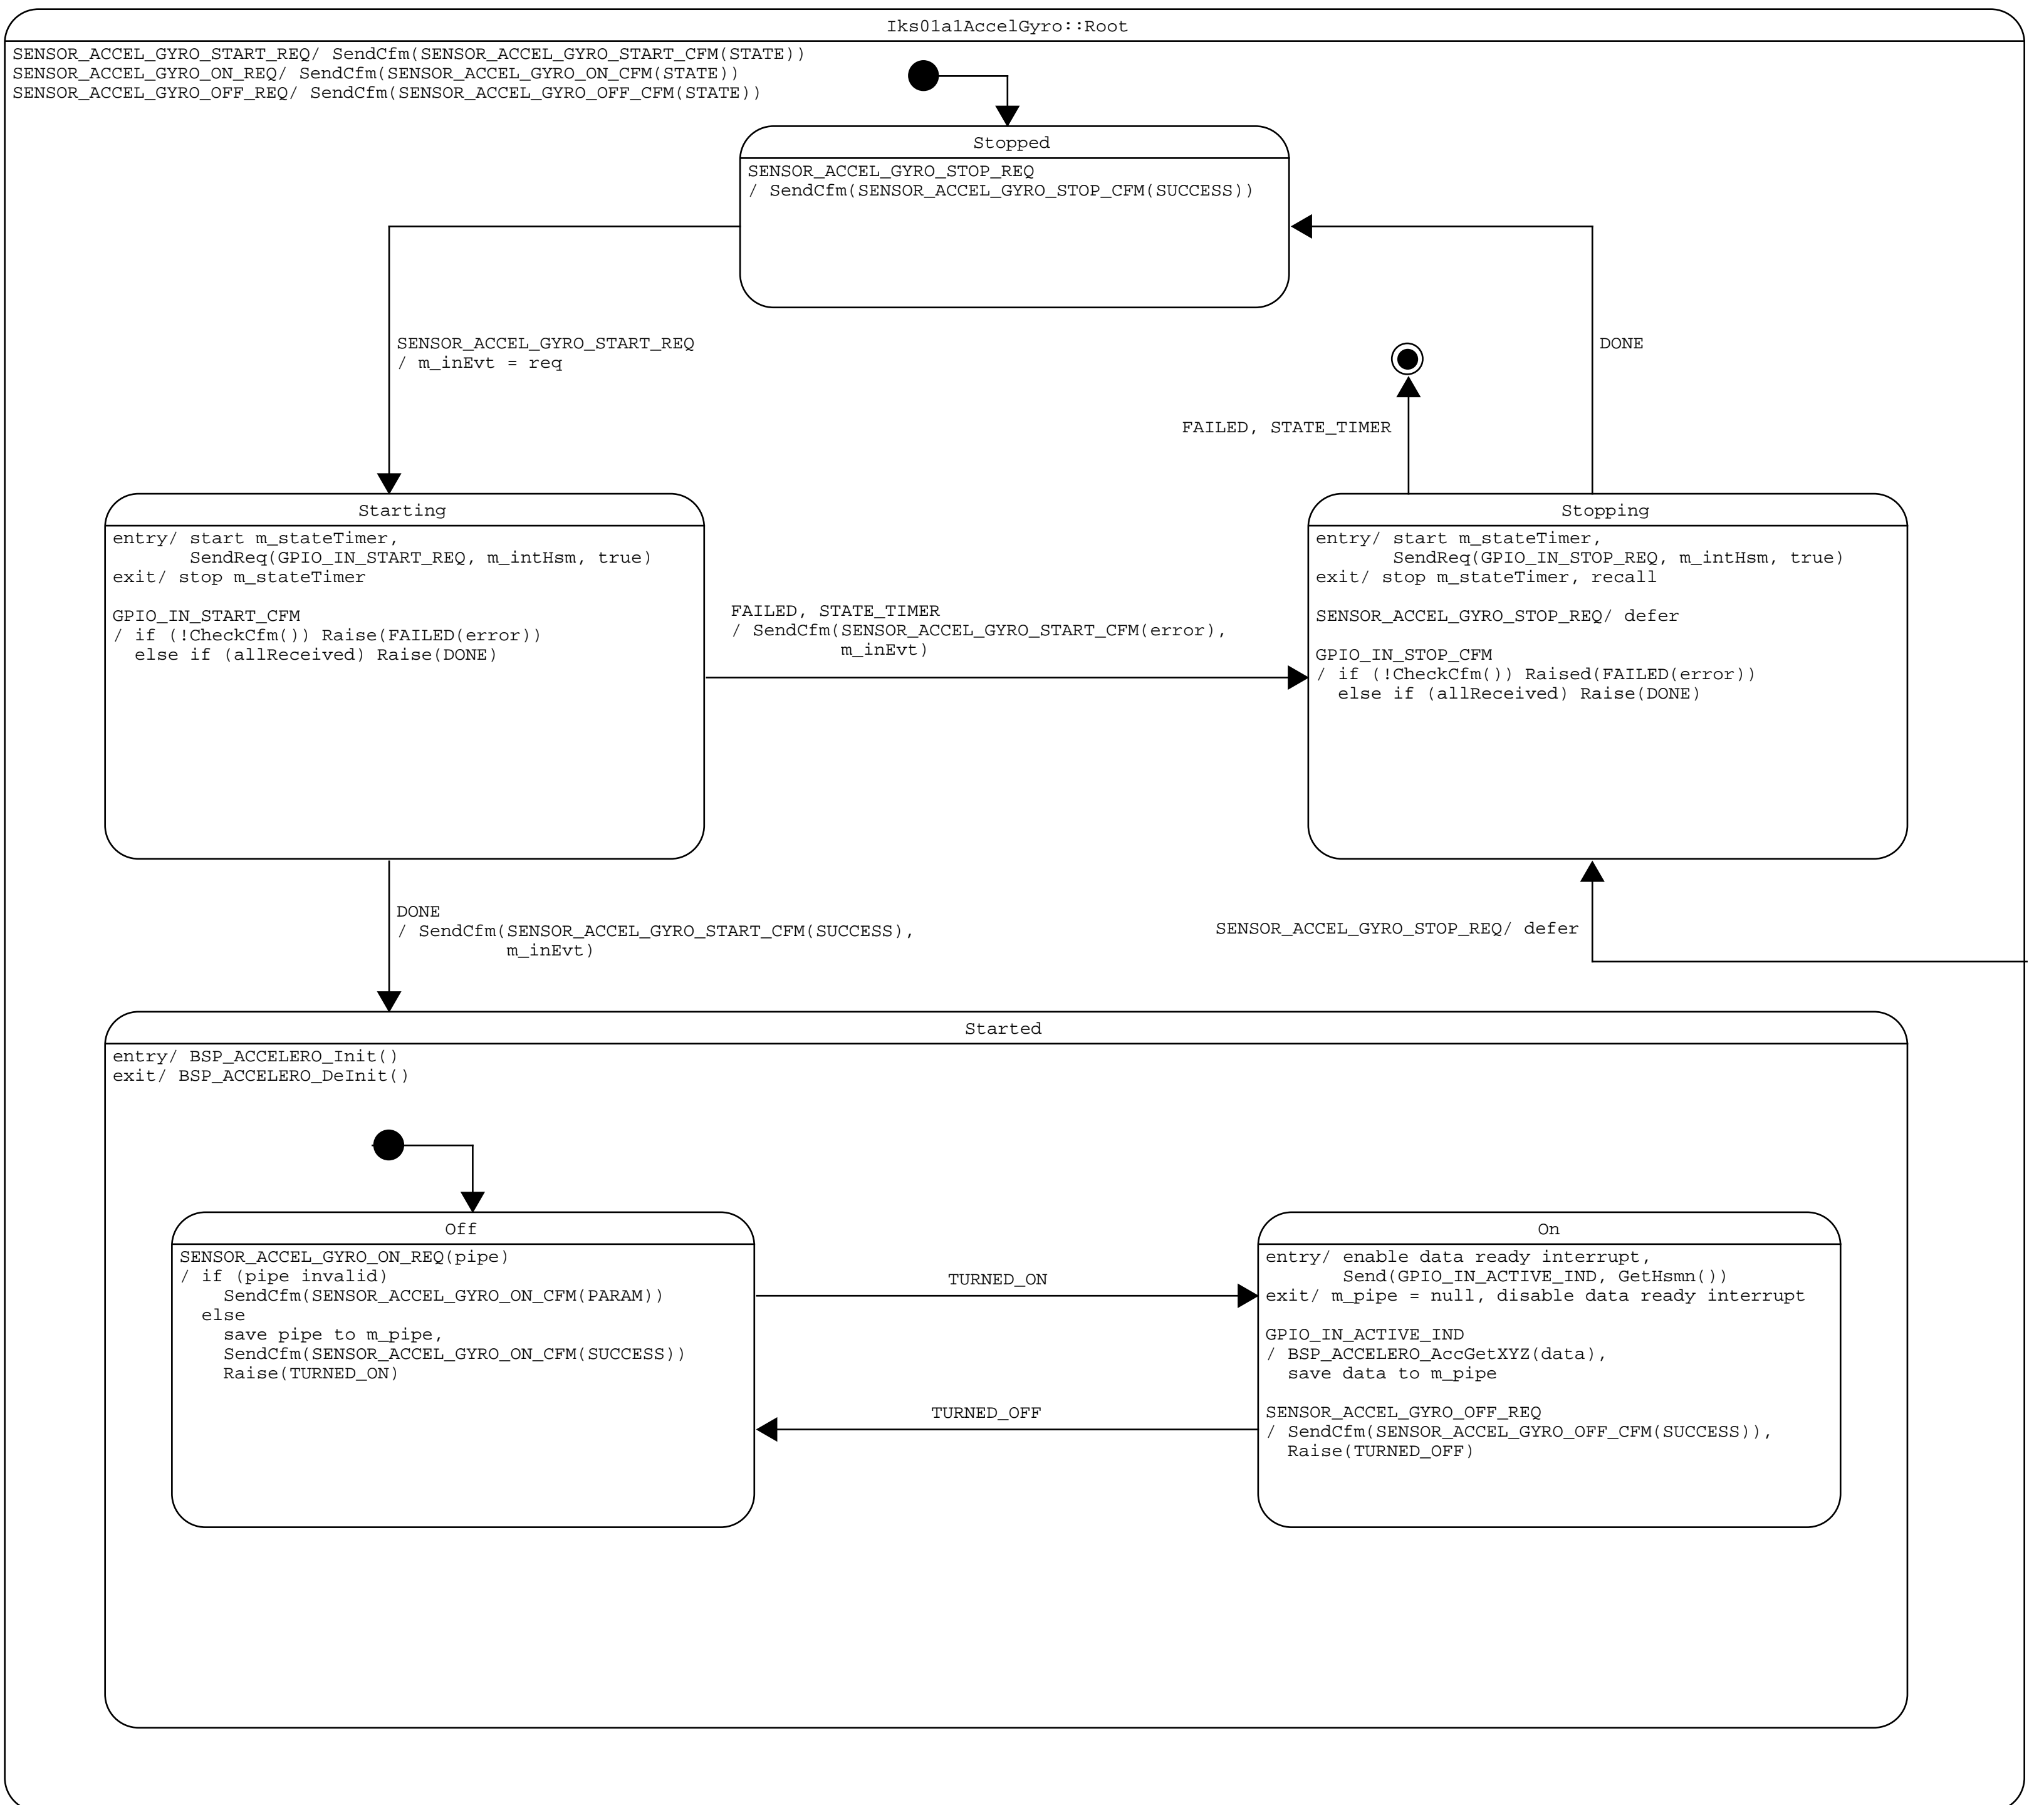 Iks01a1AccelGyro::Root
SENSOR_ACCEL_GYRO_START_REQ/ SendCfm(SENSOR_ACCEL_GYRO_START_CFM(STATE))
SENSOR_ACCEL_GYRO_ON_REQ/ SendCfm(SENSOR_ACCEL_GYRO_ON_CFM(STATE))
SENSOR_ACCEL_GYRO_OFF_REQ/ SendCfm(SENSOR_ACCEL_GYRO_OFF_CFM(STATE))
Stopped
SENSOR_ACCEL_GYRO_STOP_REQ
/ SendCfm(SENSOR_ACCEL_GYRO_STOP_CFM(SUCCESS))
SENSOR_ACCEL_GYRO_START_REQ
/ m_inEvt = req
DONE
FAILED, STATE_TIMER
Starting
entry/ start m_stateTimer,
SendReq(GPIO_IN_START_REQ, m_intHsm, true)
exit/ stop m_stateTimer
GPIO_IN_START_CFM
/ if (!CheckCfm()) Raise(FAILED(error))
else if (allReceived) Raise(DONE)
FAILED, STATE_TIMER
/ SendCfm(SENSOR_ACCEL_GYRO_START_CFM(error),
m_inEvt)
Stopping
entry/ start m_stateTimer,
SendReq(GPIO_IN_STOP_REQ, m_intHsm, true)
exit/ stop m_stateTimer, recall
SENSOR_ACCEL_GYRO_STOP_REQ/ defer
GPIO_IN_STOP_CFM
/ if (!CheckCfm()) Raised(FAILED(error))
else if (allReceived) Raise(DONE)
DONE
/ SendCfm(SENSOR_ACCEL_GYRO_START_CFM(SUCCESS),
m_inEvt)
SENSOR_ACCEL_GYRO_STOP_REQ/ defer
Started
entry/ BSP_ACCELERO_Init()
exit/ BSP_ACCELERO_DeInit()
Off
SENSOR_ACCEL_GYRO_ON_REQ(pipe)
/ if (pipe invalid)
SendCfm(SENSOR_ACCEL_GYRO_ON_CFM(PARAM))
else
save pipe to m_pipe,
SendCfm(SENSOR_ACCEL_GYRO_ON_CFM(SUCCESS))
Raise(TURNED_ON)
TURNED_ON
TURNED_OFF
On
entry/ enable data ready interrupt,
Send(GPIO_IN_ACTIVE_IND, GetHsmn())
exit/ m_pipe = null, disable data ready interrupt
GPIO_IN_ACTIVE_IND
/ BSP_ACCELERO_AccGetXYZ(data),
save data to m_pipe
SENSOR_ACCEL_GYRO_OFF_REQ
/ SendCfm(SENSOR_ACCEL_GYRO_OFF_CFM(SUCCESS)),
Raise(TURNED_OFF)